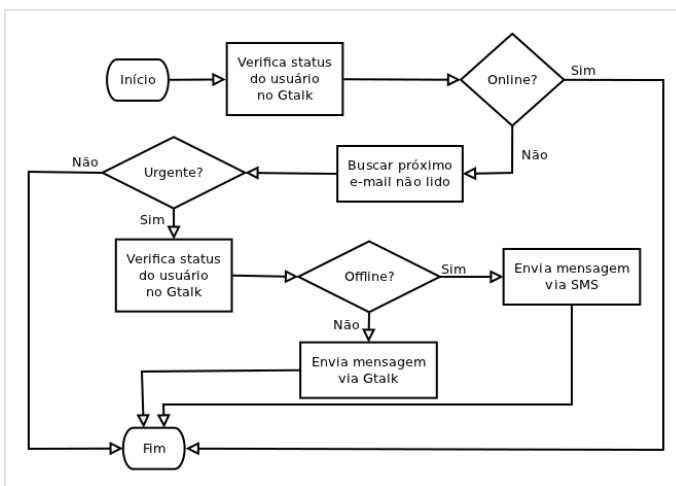 Início
Verifica status
do usuário
no Gtalk
Online?
Sim
Não
Buscar próximo
e-mail não lido
Urgente?
Não
Sim
Verifica status
do usuário
no Gtalk
Offline?
Sim
Envia mensagem
via SMS
Não
Envia mensagem
via Gtalk
Fim